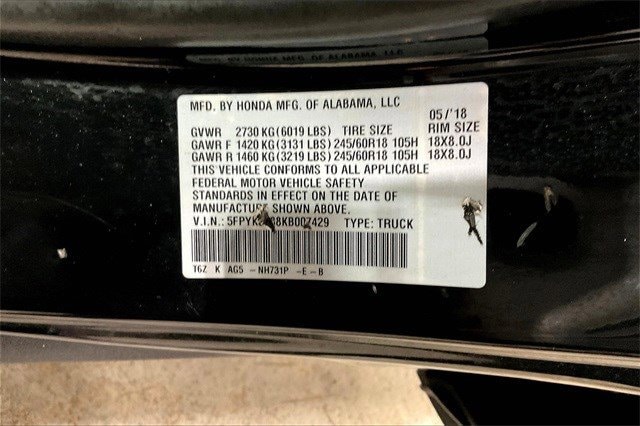 MFD. BY HONDA MFG. OF ALABAMA, LLC 05/'18
GVWR 2730 KG(6019 LBS) TIRE SIZE RIM SIZE
GAWR F 1420 KG(3131 LBS) 245/60R18 105H 18X8.0J
GAWR R 1460 KG(3219 LBS) 245/60R18 105H 18X8.0J
THIS VEHICLE CONFORMS TO ALL APPLICABLE
FEDERAL MOTOR VEHICLE SAFETY
STANDARDS IN EFFECT ON THE DATE OF
MANUFACTURE SHOWN ABOVE.
V.I.N.: TYPE: TRUCK
T6Z K AG5 -NH731P -E-B